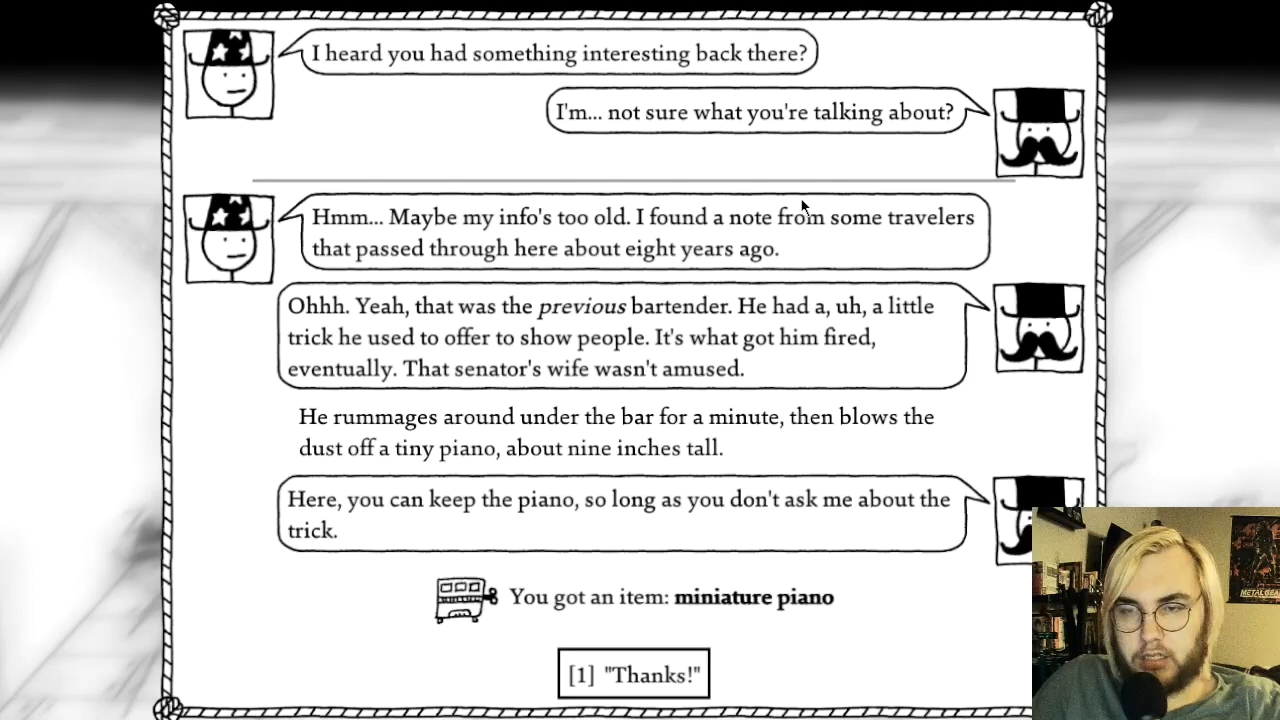 I heard you had something interesting back there?
I'm... not sure what you're talking about?
Hmm... Maybe my info's too old. I found a note from some travelers
that passed through here about eight years ago.
Ohhh. Yeah, that was the previous bartender. He had a, uh, a little
trick he used to offer to show people. It's what got him fired,
eventually. That senator's wife wasn't amused.
He rummages around under the bar for a minute, then blows the
dust off a tiny piano, about nine inches tall.
Here, you can keep the piano, so long as you don't ask me about the
trick.
You got an item: miniature piano
[1] "Thanks!"
METAL GEAR